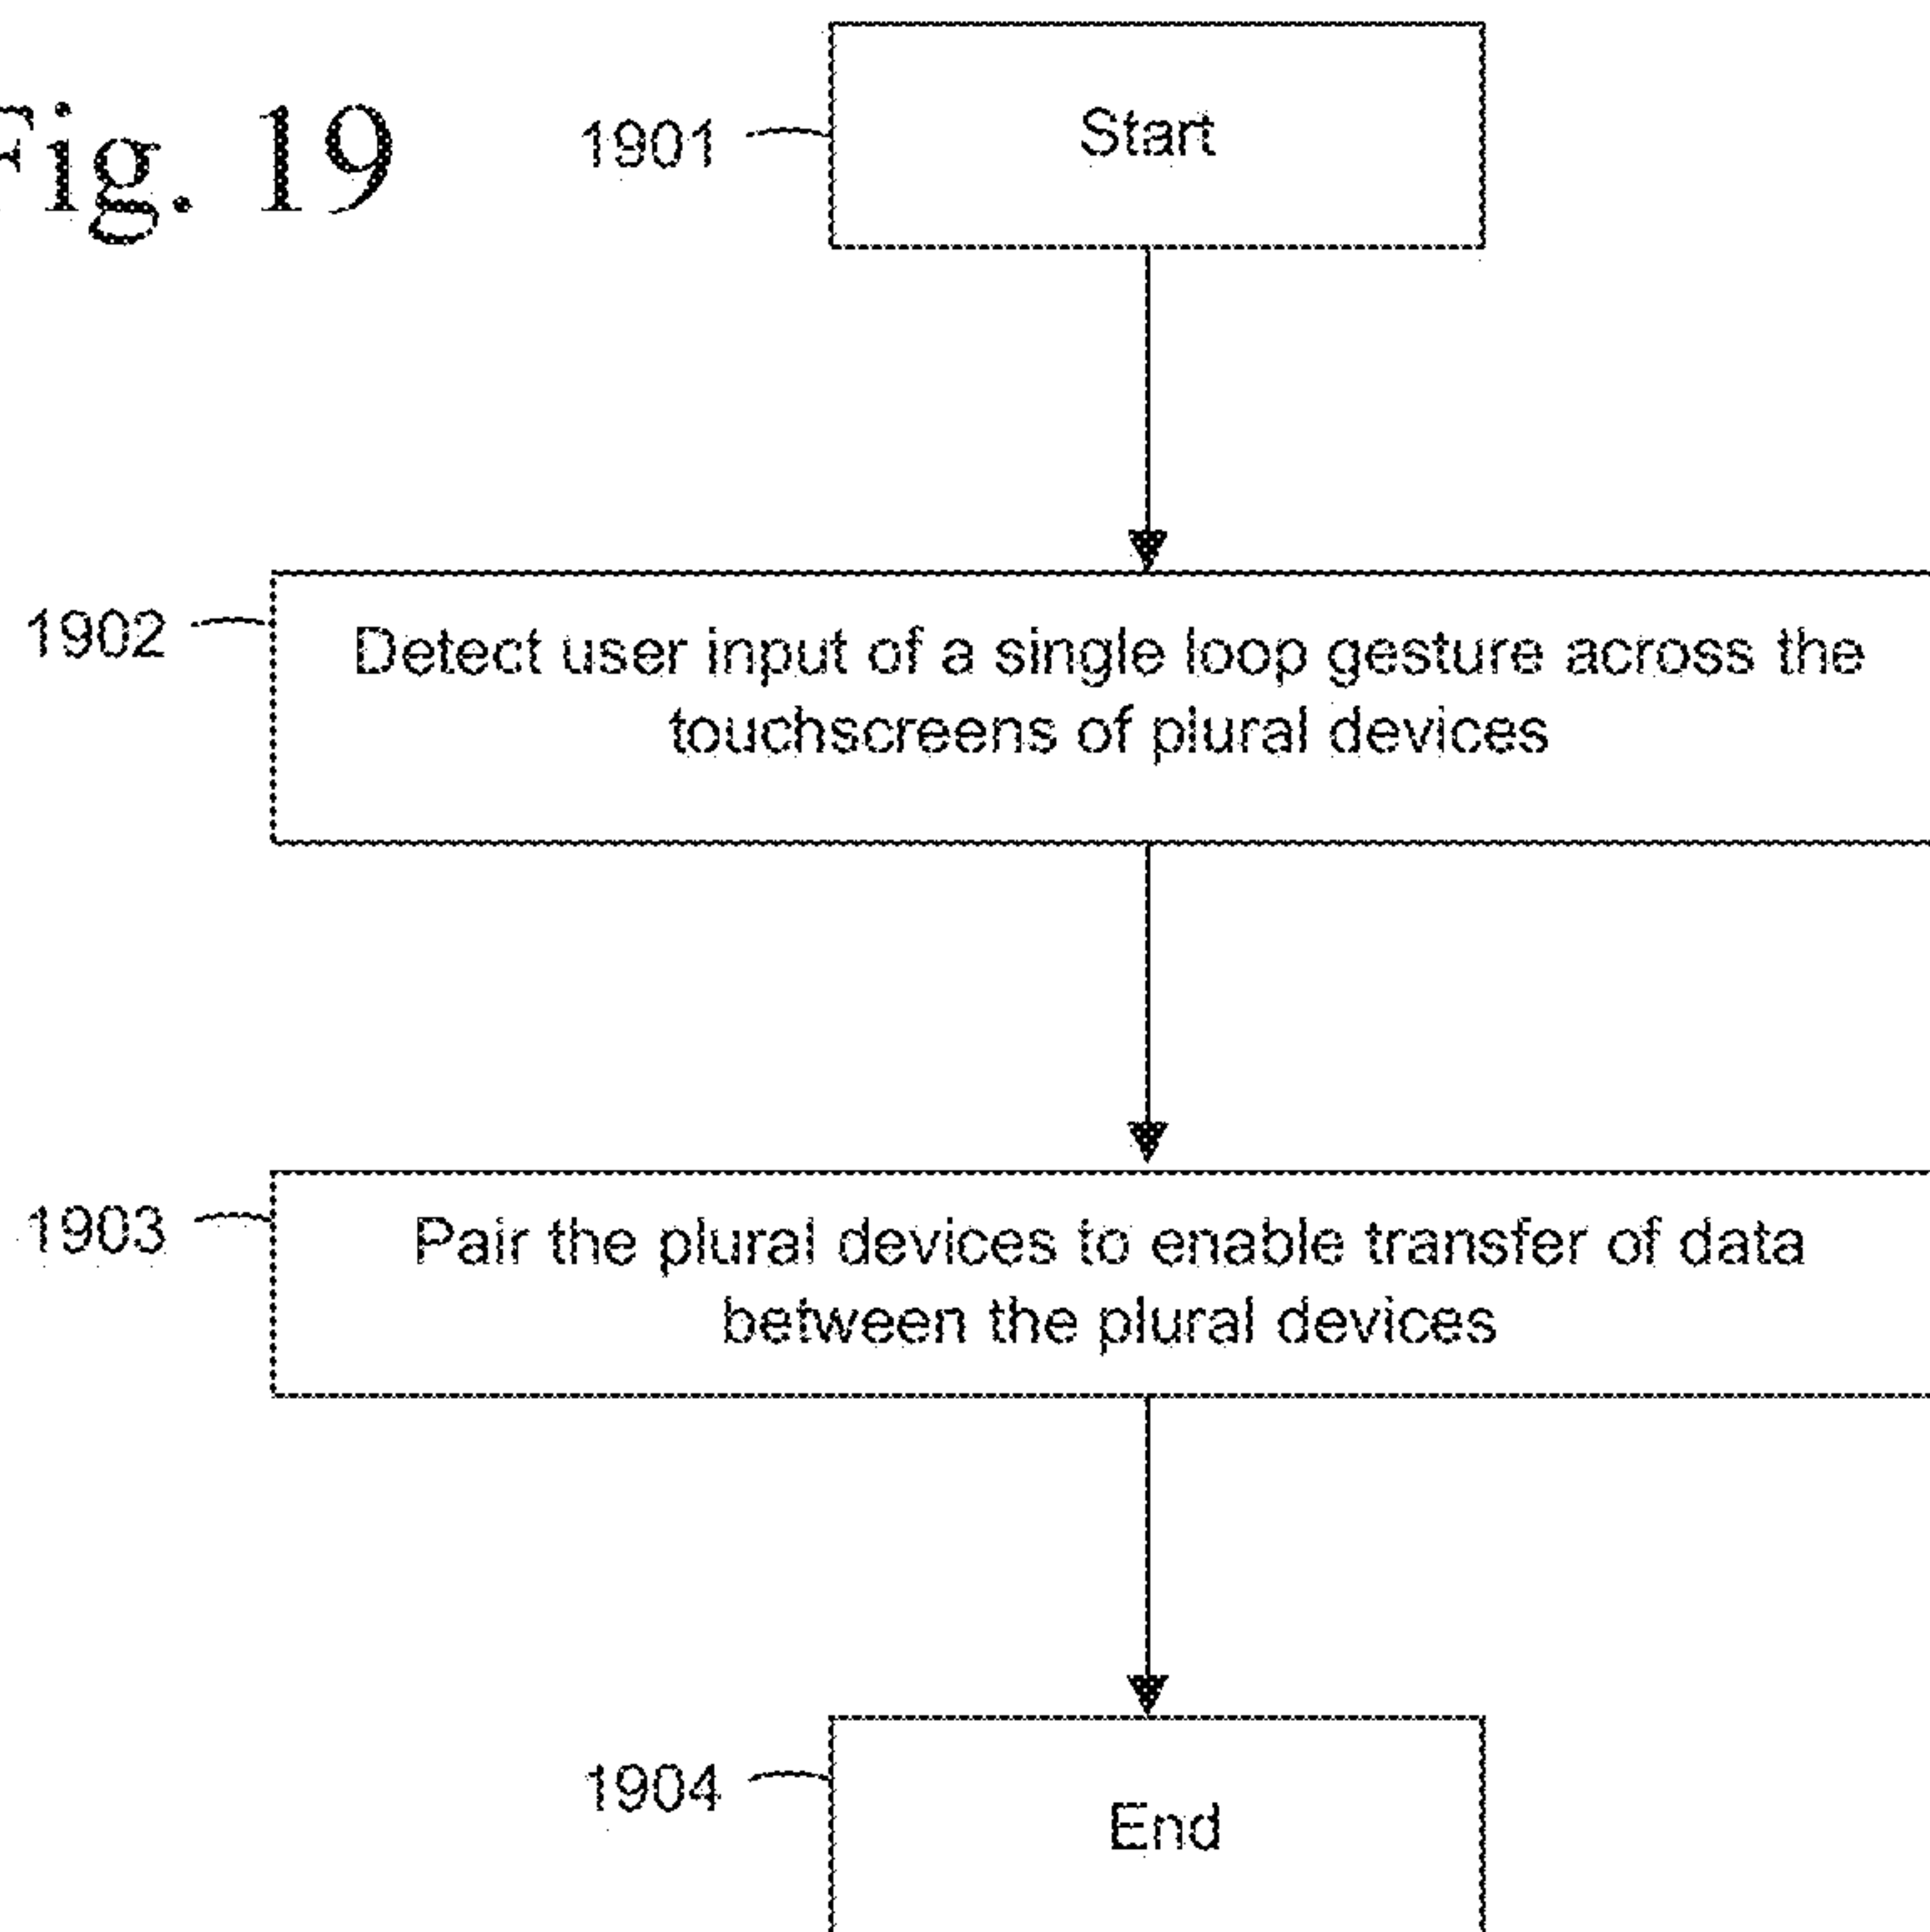 Fig. 19
1901
Start
1902
Detect user input of a single loop gesture across the
touchscreens of plural devices
1903
Pair the plural devices to enable transfer of data
between the plural devices
1904
End